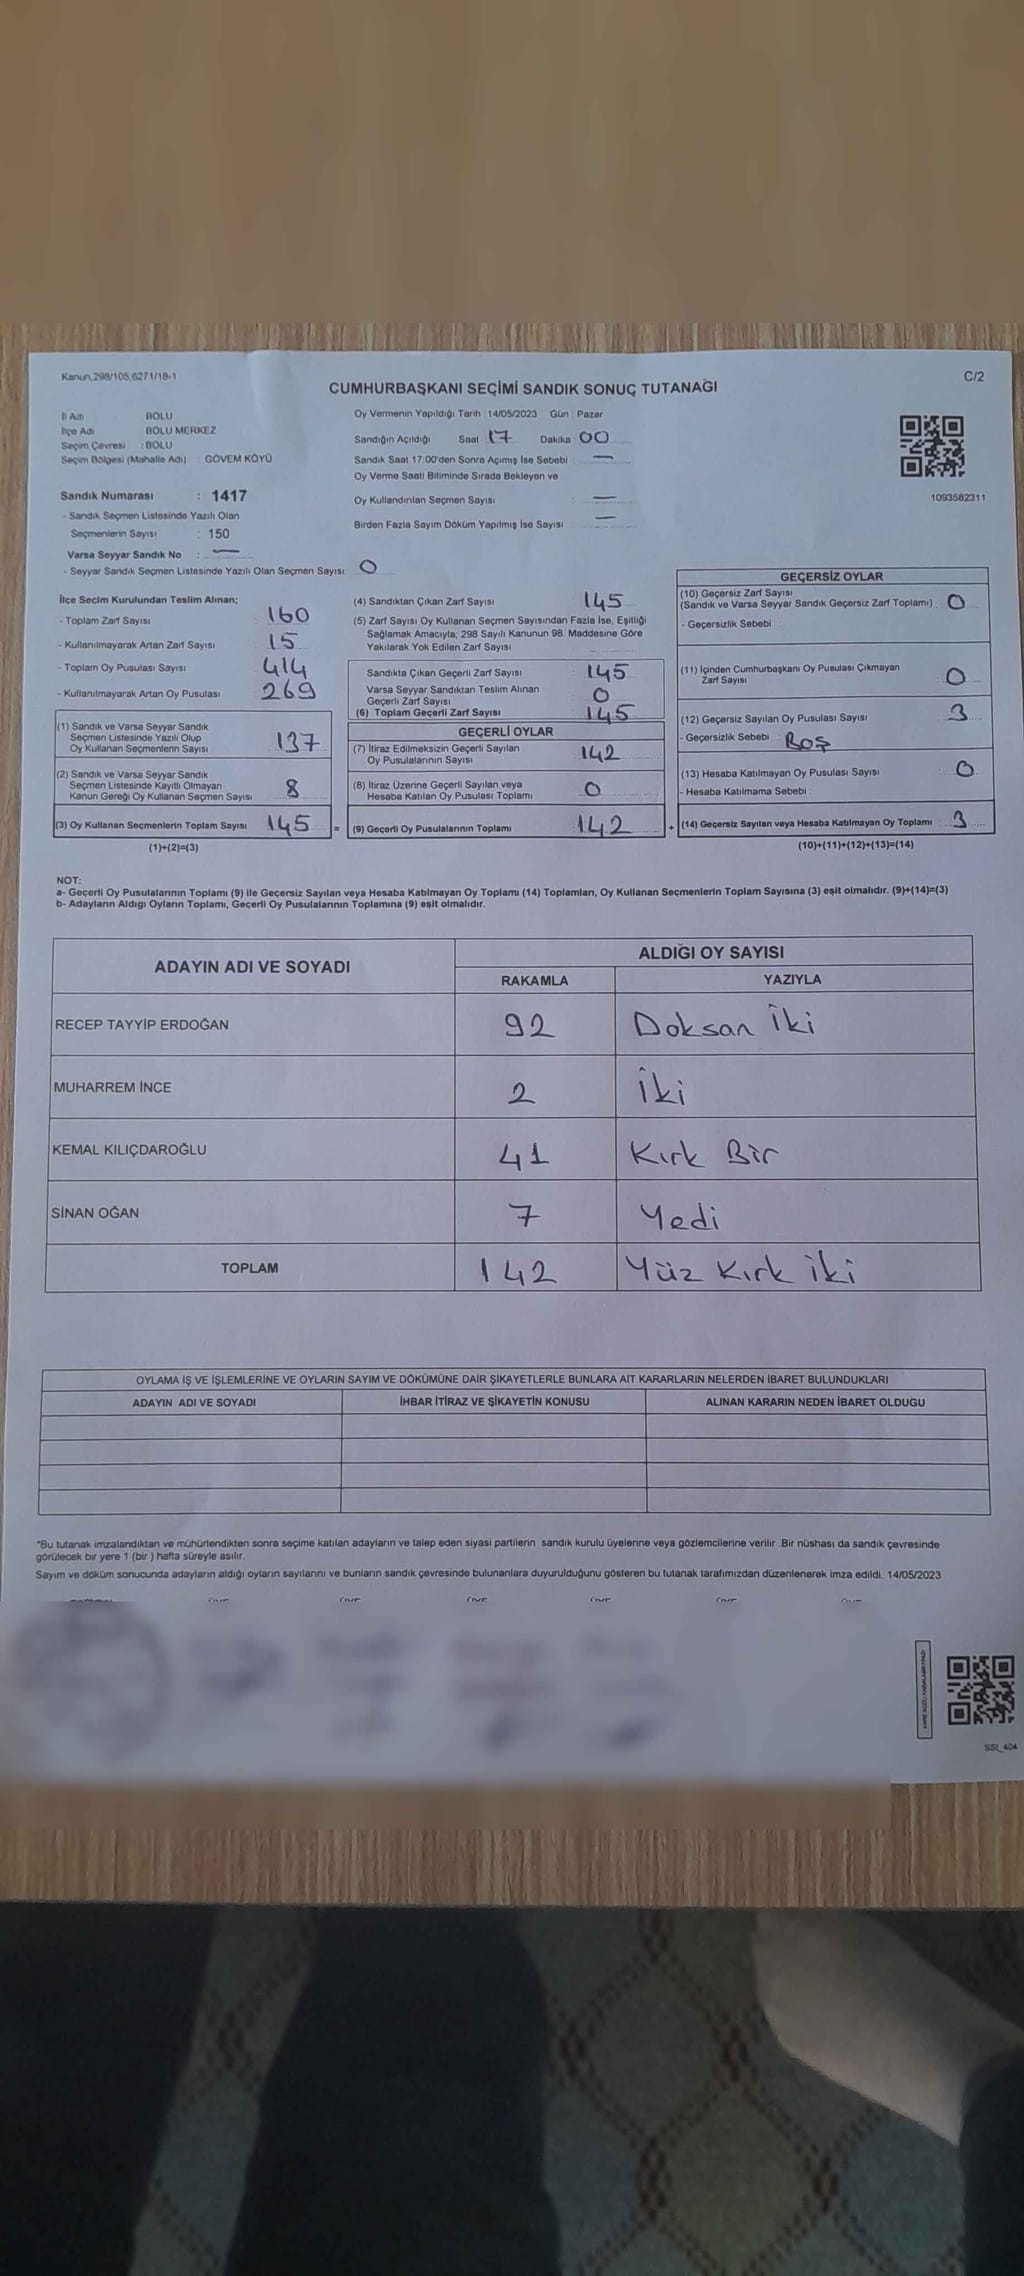 Kanun,298/105,6271/18-1
C/2
CUMHURBAŞKANI SEÇİMİ SANDIK SONUÇ TUTANAĞI
İl Adı BOLU
İlçe Adı BOLU MERKEZ
Seçim Çevresi : BOLU
Seçim Bölgesi (Mahalle Adı) : GÖVEM KÖYÜ
Sandık Numarası : 1417
- Sandık Seçmen Listesinde Yazılı Olan
Seçmenlerin Sayısı : 150
Varsa Seyyar Sandık No : —
- Seyyar Sandık Seçmen Listesinde Yazılı Olan Seçmen Sayısı: 0
Oy Vermenin Yapıldığı Tarih : 14/05/2023 Gün : Pazar
Sandığın Açıldığı Saat 17 Dakika 00
Sandık Saat 17:00'den Sonra Açımış İse Sebebi : —
Oy Verme Saati Bitiminde Sırada Bekleyen ve
Oy Kullandırılan Seçmen Sayısı : —
Birden Fazla Sayım Döküm Yapılmış İse Sayısı —
1093582311
İlçe Seçim Kurulundan Teslim Alınan;
- Toplam Zarf Sayısı : 160
- Kullanılmayarak Artan Zarf Sayısı : 15
- Toplam Oy Pusulası Sayısı : 414
- Kullanılmayarak Artan Oy Pusulası : 269
(1) Sandık ve Varsa Seyyar Sandık
Seçmen Listesinde Yazılı Olup
Oy Kullanan Seçmenlerin Sayısı : 137
(2) Sandık ve Varsa Seyyar Sandık
Seçmen Listesinde Kayıtlı Olmayan
Kanun Gereği Oy Kullanan Seçmen Sayısı 8
(3) Oy Kullanan Seçmenlerin Toplam Sayısı 145 =
(1)+(2)=(3)
(4) Sandıktan Çıkan Zarf Sayısı 145
(5) Zarf Sayısı Oy Kullanan Seçmen Sayısından Fazla İse, Eşitliği
Sağlamak Amacıyla; 298 Sayılı Kanunun 98. Maddesine Göre
Yakılarak Yok Edilen Zarf Sayısı :
Sandıkta Çıkan Geçerli Zarf Sayısı : 145
Varsa Seyyar Sandıktan Teslim Alınan
Geçerli Zarf Sayısı : 0
(6) Toplam Geçerli Zarf Sayısı : 145
GEÇERLİ OYLAR
(7) İtiraz Edilmeksizin Geçerli Sayılan
Oy Pusulalarının Sayısı : 142
(8) İtiraz Üzerine Geçerli Sayılan veya
Hesaba Katılan Oy Pusulası Toplamı : 0
(9) Geçerli Oy Pusulalarının Toplamı 142 +
GEÇERSİZ OYLAR
(10) Geçersiz Zarf Sayısı
(Sandık ve Varsa Seyyar Sandık Geçersiz Zarf Toplamı) : 0
- Geçersizlik Sebebi :
(11) İçinden Cumhurbaşkanı Oy Pusulası Çıkmayan
Zarf Sayısı : 0
(12) Geçersiz Sayılan Oy Pusulası Sayısı : 3
- Geçersizlik Sebebi : BOŞ
(13) Hesaba Katılmayan Oy Pusulası Sayısı : 0
- Hesaba Katılmama Sebebi :
(14) Geçersiz Sayılan veya Hesaba Katılmayan Oy Toplamı : 3
(10)+(11)+(12)+(13)=(14)
NOT:
a- Geçerli Oy Pusulalarının Toplamı (9) ile Geçersiz Sayılan veya Hesaba Katılmayan Oy Toplamı (14) Toplamları, Oy Kullanan Seçmenlerin Toplam Sayısına (3) eşit olmalıdır. (9)+(14)=(3)
b- Adayların Aldığı Oyların Toplamı, Geçerli Oy Pusulalarının Toplamına (9) eşit olmalıdır.
ADAYIN ADI VE SOYADI ALDIĞI OY SAYISI
RAKAMLA YAZIYLA
RECEP TAYYİP ERDOĞAN 92 Doksan İki
MUHARREM İNCE 2 İki
KEMAL KILIÇDAROĞLU 41 Kırk Bir
SİNAN OĞAN 7 Yedi
TOPLAM 142 Yüz Kırk İki
OYLAMA İŞ VE İŞLEMLERİNE VE OYLARIN SAYIM VE DÖKÜMÜNE DAİR ŞİKAYETLERLE BUNLARA AİT KARARLARIN NELERDEN İBARET BULUNDUKLARI
ADAYIN ADI VE SOYADI İHBAR İTİRAZ VE ŞİKAYETİN KONUSU ALINAN KARARIN NEDEN İBARET OLDUĞU
*Bu tutanak imzalandıktan ve mühürlendikten sonra seçime katılan adayların ve talep eden siyasi partilerin sandık kurulu üyelerine veya gözlemcilerine verilir. Bir nüshası da sandık çevresinde
görülecek bir yere 1 (bir ) hafta süreyle asılır.
Sayım ve döküm sonucunda adayların aldığı oyların sayılarını ve bunların sandık çevresinde bulunanlara duyurulduğunu gösteren bu tutanak tarafımızdan düzenlenerek imza edildi. 14/05/2023
SSI_404